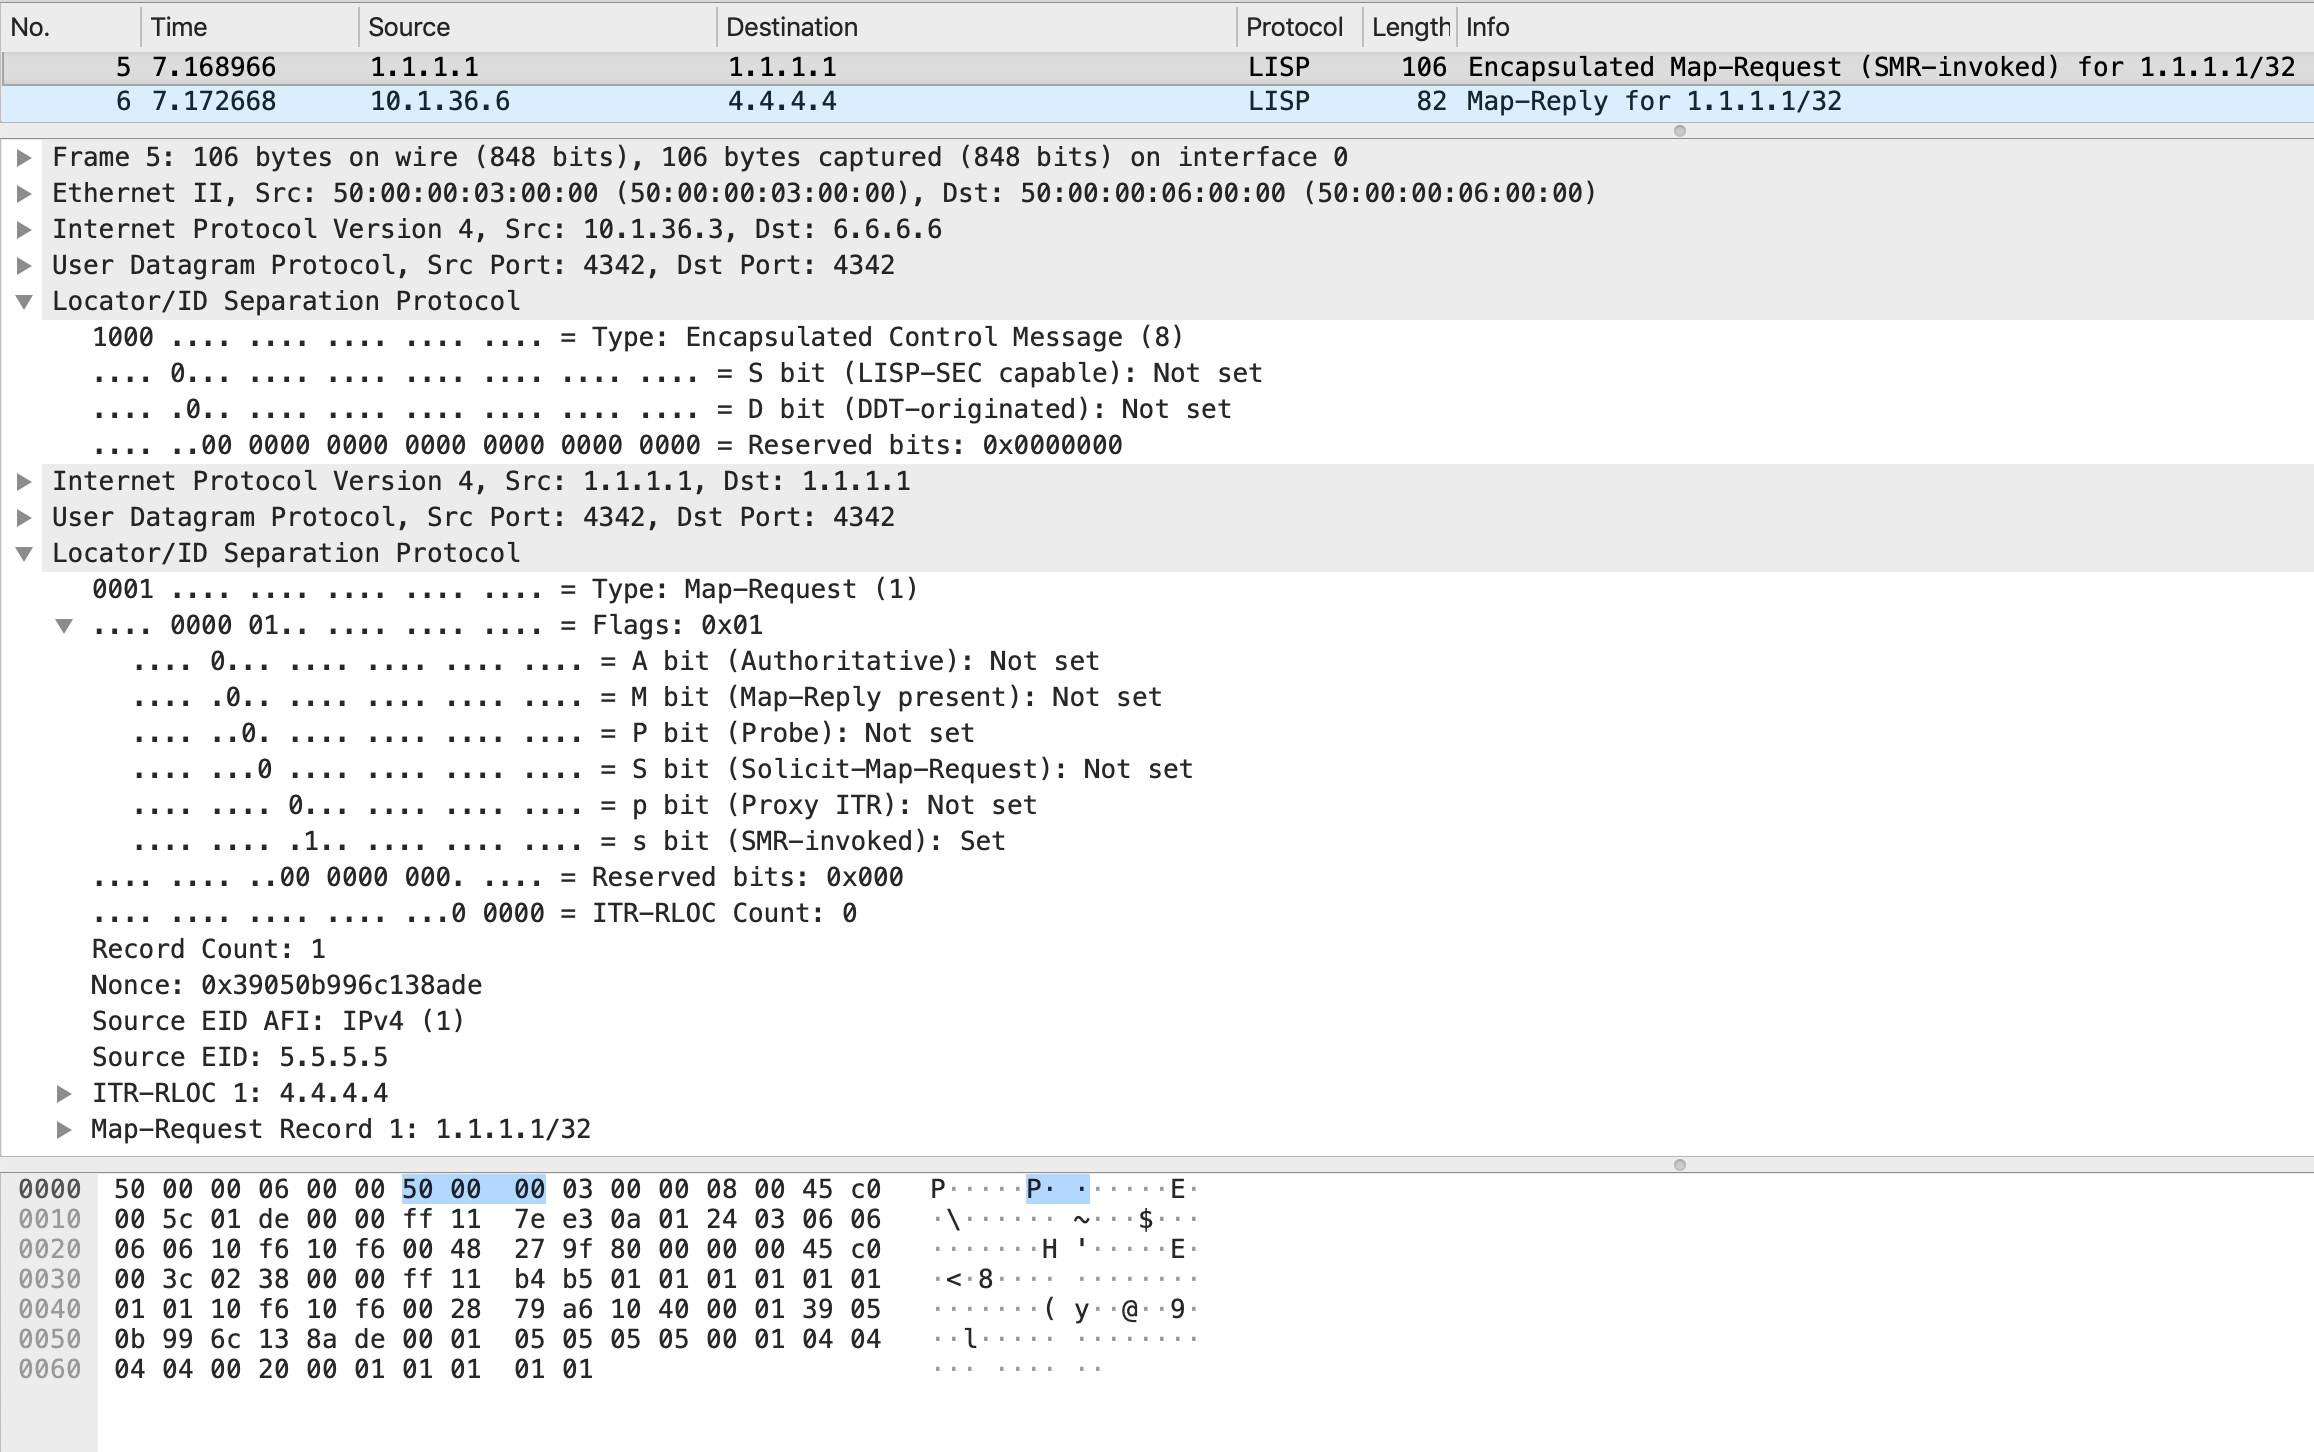 No. Time Source Destination Protocol Length Info
5 7.168966 1.1.1.1 1.1.1.1 LISP 106 Encapsulated Map-Request (SMR-invoked) for 1.1.1.1/32
6 7.172668 10.1.36.6 4.4.4.4 LISP 82 Map-Reply for 1.1.1.1/32
Frame 5: 106 bytes on wire (848 bits), 106 bytes captured (848 bits) on interface 0
Ethernet II, Src: 50:00:00:03:00:00 (50:00:00:03:00:00), Dst: 50:00:00:06:00:00 (50:00:00:06:00:00)
Internet Protocol Version 4, Src: 10.1.36.3, Dst: 6.6.6.6
User Datagram Protocol, Src Port: 4342, Dst Port: 4342
Locator/ID Separation Protocol
1000 .... .... .... .... .... = Type: Encapsulated Control Message (8)
.... 0... .... .... .... .... .... .... = S bit (LISP-SEC capable): Not set
.... .0.. .... .... .... .... .... .... = D bit (DDT-originated): Not set
.... ..00 0000 0000 0000 0000 0000 0000 = Reserved bits: 0x0000000
Internet Protocol Version 4, Src: 1.1.1.1, Dst: 1.1.1.1
User Datagram Protocol, Src Port: 4342, Dst Port: 4342
Locator/ID Separation Protocol
0001 .... .... .... .... .... = Type: Map-Request (1)
.... 0000 01.. .... .... .... = Flags: 0x01
.... 0... .... .... .... .... = A bit (Authoritative): Not set
.... .0.. .... .... .... .... = M bit (Map-Reply present): Not set
.... ..0. .... .... .... .... = P bit (Probe): Not set
.... ...0 .... .... .... .... = S bit (Solicit-Map-Request): Not set
.... .... 0... .... .... .... = p bit (Proxy ITR): Not set
.... .... .1.. .... .... .... = s bit (SMR-invoked): Set
.... .... ..00 0000 000. .... = Reserved bits: 0x000
.... .... .... .... ...0 0000 = ITR-RLOC Count: 0
Record Count: 1
Nonce: 0x39050b996c138ade
Source EID AFI: IPv4 (1)
Source EID: 5.5.5.5
ITR-RLOC 1: 4.4.4.4
Map-Request Record 1: 1.1.1.1/32
0000 50 00 00 06 00 00 50 00 00 03 00 00 08 00 45 c0 P·····P· ······E·
0010 00 5c 01 de 00 00 ff 11 7e e3 0a 01 24 03 06 06 ·\······ ~···$···
0020 06 06 10 f6 10 f6 00 48 27 9f 80 00 00 00 45 c0 ·······H '·····E·
0030 00 3c 02 38 00 00 ff 11 b4 b5 01 01 01 01 01 01 ·<·8···· ········
0040 01 01 10 f6 10 f6 00 28 79 a6 10 40 00 01 39 05 ·······( y··@··9·
0050 0b 99 6c 13 8a de 00 01 05 05 05 05 00 01 04 04 ··l····· ········
0060 04 04 00 20 00 01 01 01 01 01 ··· ···· ··